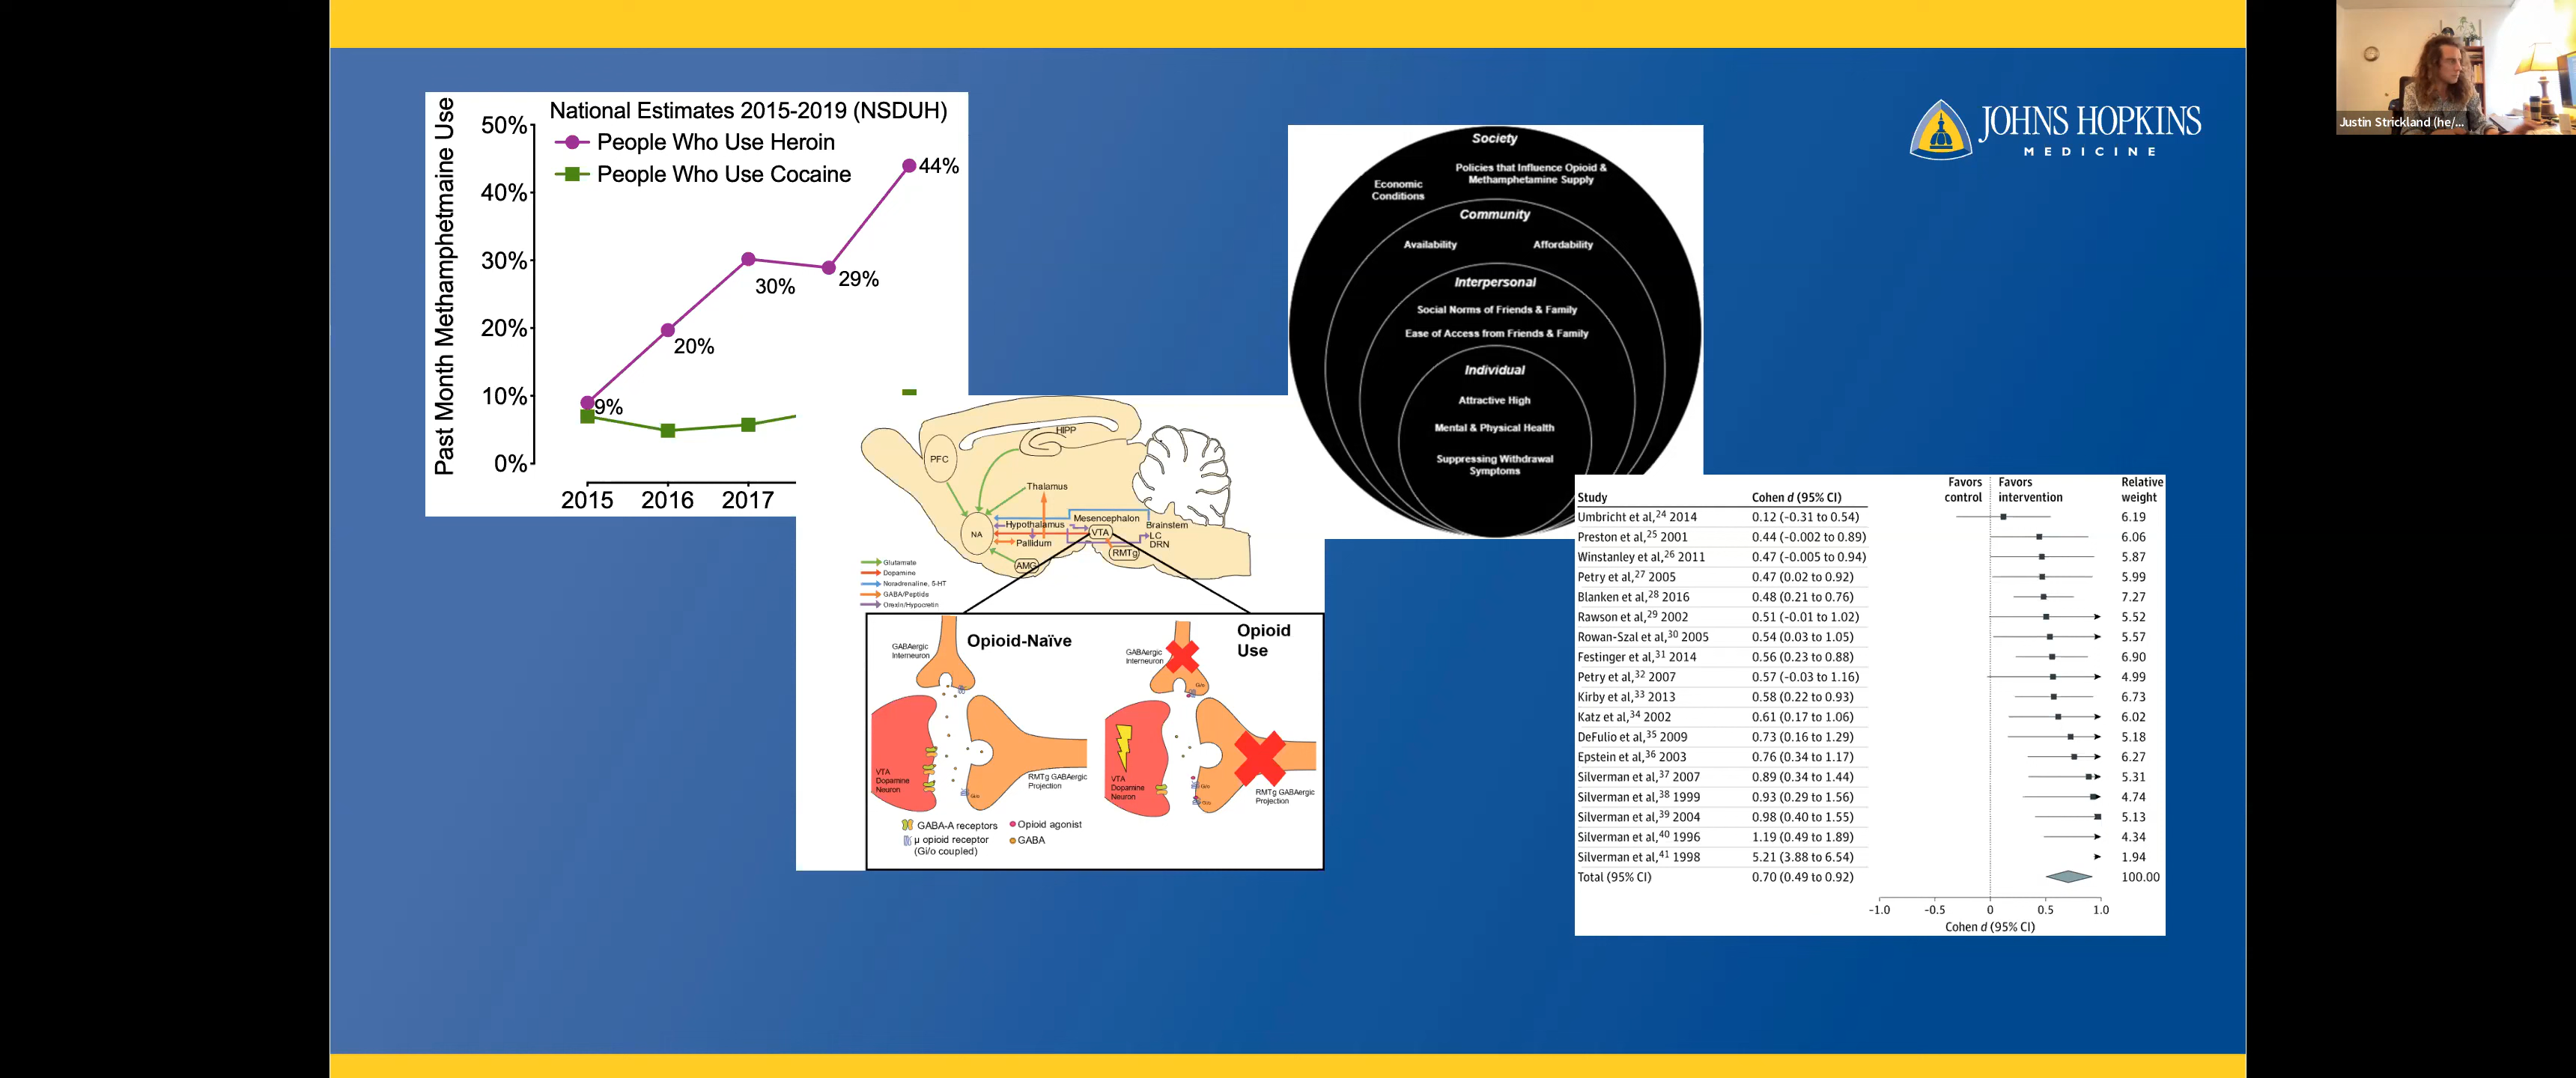 National Estimates 2015-2019 (NSDUH)
People Who Use Heroin
People Who Use Cocaine
Past Month Methamphetmaine Use
50%
40%
30%
20%
10%
0%
9%
20%
30%
29%
44%
2015 2016 2017
Society
Policies that Influence Opioid &
Methamphetamine Supply
Economic
Conditions
Community
Availability Affordability
Interpersonal
Social Norms of Friends & Family
Ease of Access from Friends & Family
Individual
Attractive High
Mental & Physical Health
Suppressing Withdrawal
Symptoms
JOHNS HOPKINS
MEDICINE
Justin Strickland (he/...
HIPP
PFC
Thalamus
NA
Hypothalamus
Mesencephalon
Brainstem
VTA
LC
DRN
Pallidum
RMTg
AMG
Glutamate
Dopamine
Noradrenaline, 5-HT
GABA/Peptide
Orexin/Hypocretin
Opioid-Naïve
GABAergic
Interneuron
VTA
Dopamine
Neuron
Gi/o
RMTg GABAergic
Projection
Opioid
Use
GABAergic
Interneuron
Gi/o
VTA
Dopamine
Neuron
Gi/o
Gi/o
RMTg GABAergic
Projection
GABA-A receptors
Opioid agonist
μ opioid receptor
(Gi/o coupled)
GABA
Study Cohen d (95% CI) Favors control Favors intervention Relative weight
Umbricht et al,24 2014 0.12 (-0.31 to 0.54) 6.19
Preston et al,25 2001 0.44 (-0.002 to 0.89) 6.06
Winstanley et al,26 2011 0.47 (-0.005 to 0.94) 5.87
Petry et al,27 2005 0.47 (0.02 to 0.92) 5.99
Blanken et al,28 2016 0.48 (0.21 to 0.76) 7.27
Rawson et al,29 2002 0.51 (-0.01 to 1.02) 5.52
Rowan-Szal et al,30 2005 0.54 (0.03 to 1.05) 5.57
Festinger et al,31 2014 0.56 (0.23 to 0.88) 6.90
Petry et al,32 2007 0.57 (-0.03 to 1.16) 4.99
Kirby et al,33 2013 0.58 (0.22 to 0.93) 6.73
Katz et al,34 2002 0.61 (0.17 to 1.06) 6.02
DeFulio et al,35 2009 0.73 (0.16 to 1.29) 5.18
Epstein et al,36 2003 0.76 (0.34 to 1.17) 6.27
Silverman et al,37 2007 0.89 (0.34 to 1.44) 5.31
Silverman et al,38 1999 0.93 (0.29 to 1.56) 4.74
Silverman et al,39 2004 0.98 (0.40 to 1.55) 5.13
Silverman et al,40 1996 1.19 (0.49 to 1.89) 4.34
Silverman et al,41 1998 5.21 (3.88 to 6.54) 1.94
Total (95% CI) 0.70 (0.49 to 0.92) 100.00
-1.0 -0.5 0 0.5 1.0
Cohen d (95% CI)